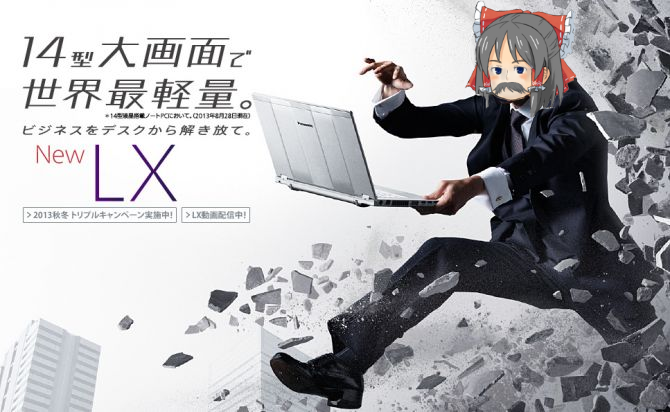 14型大画面で
世界最軽量。
＊14型液晶搭載ノートPCにおいて。(2013年8月28日現在)
ビジネスをデスクから解き放て。
New LX
> 2013秋冬 トリプルキャンペーン実施中! > LX動画配信中!
Panasonic